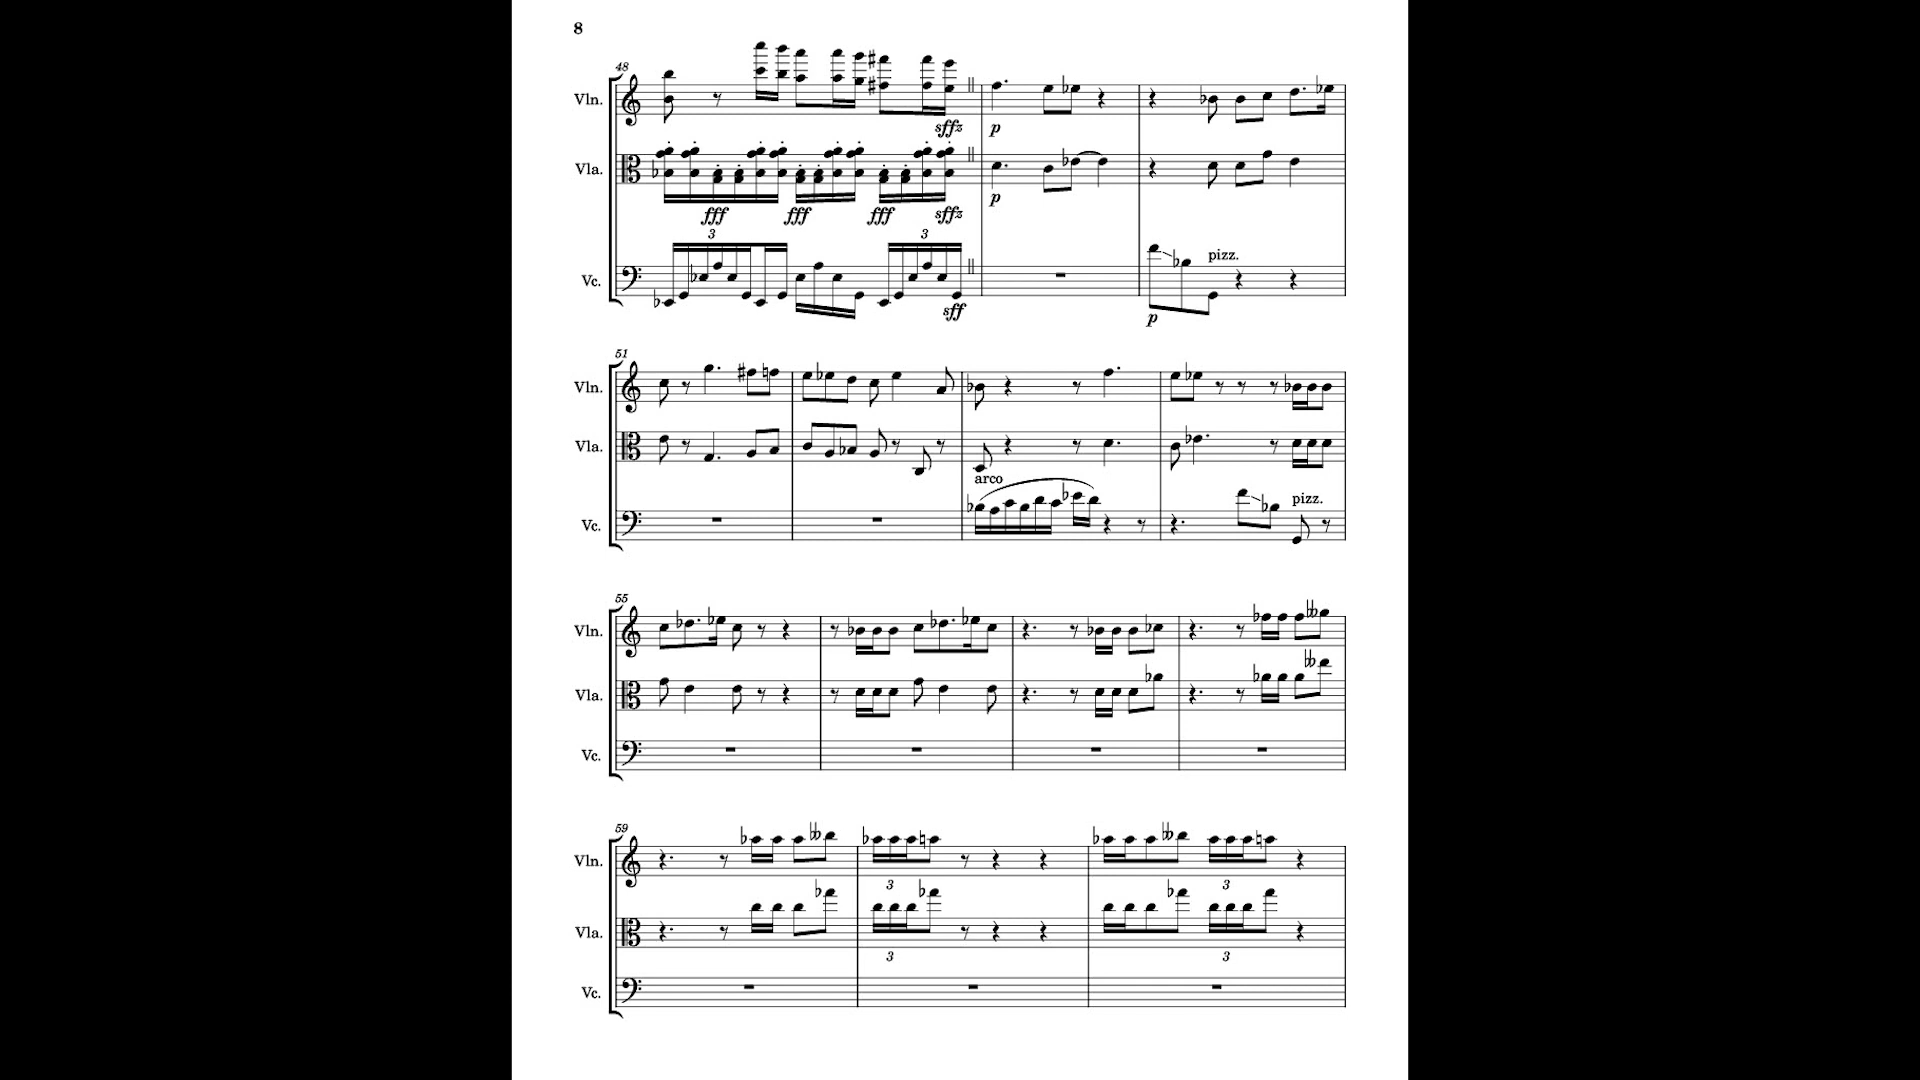 8
48
Vln.
sffz
p
Vla.
fff fff fff sffz
p
3 3
pizz.
Vc.
sff
p
51
Vln.
Vla.
arco
pizz.
Vc.
55
Vln.
Vla.
Vc.
59
Vln.
3 3
Vla.
3 3
Vc.